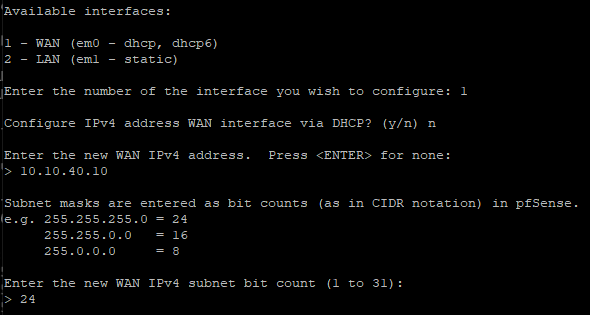 Available interfaces:
1 - WAN (em0 - dhcp, dhcp6)
2 - LAN (em1 - static)
Enter the number of the interface you wish to configure: 1
Configure IPv4 address WAN interface via DHCP? (y/n) n
Enter the new WAN IPv4 address.  Press <ENTER> for none:
> 10.10.40.10
Subnet masks are entered as bit counts (as in CIDR notation) in pfSense.
e.g. 255.255.255.0 = 24
     255.255.0.0   = 16
     255.0.0.0     = 8
Enter the new WAN IPv4 subnet bit count (1 to 31):
> 24